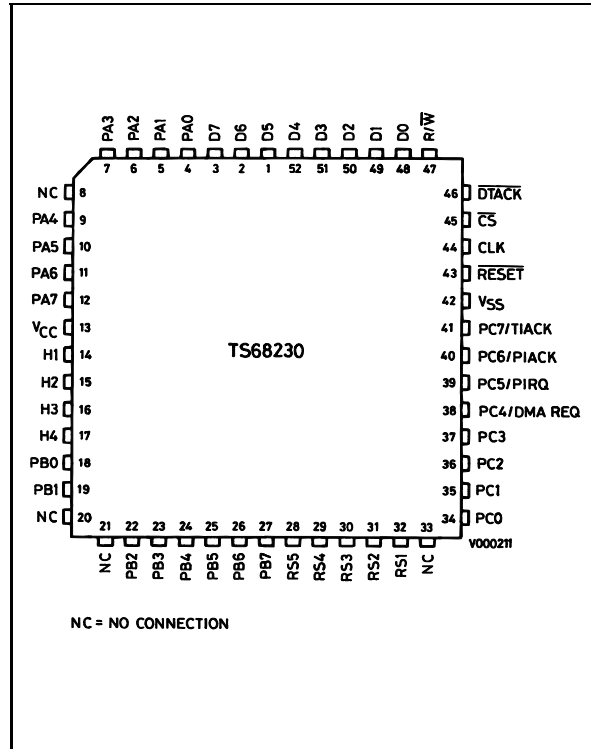 PA3 PA2 PA1 PA0 D7 D6 D5 D4 D3 D2 D1 D0 R/W̅
7 6 5 4 3 2 1 52 51 50 49 48 47
NC 8 46 D̅T̅A̅C̅K̅
PA4 9 45 C̅S̅
PA5 10 44 CLK
PA6 11 43 R̅E̅S̅E̅T̅
PA7 12 42 VSS
VCC 13 41 PC7/TIACK
H1 14 TS68230 40 PC6/PIACK
H2 15 39 PC5/PIRQ
H3 16 38 PC4/DMA REQ
H4 17 37 PC3
PB0 18 36 PC2
PB1 19 35 PC1
NC 20 34 PC0
21 22 23 24 25 26 27 28 29 30 31 32 33
NC PB2 PB3 PB4 PB5 PB6 PB7 RS5 RS4 RS3 RS2 RS1 NC
V000211
NC = NO CONNECTION